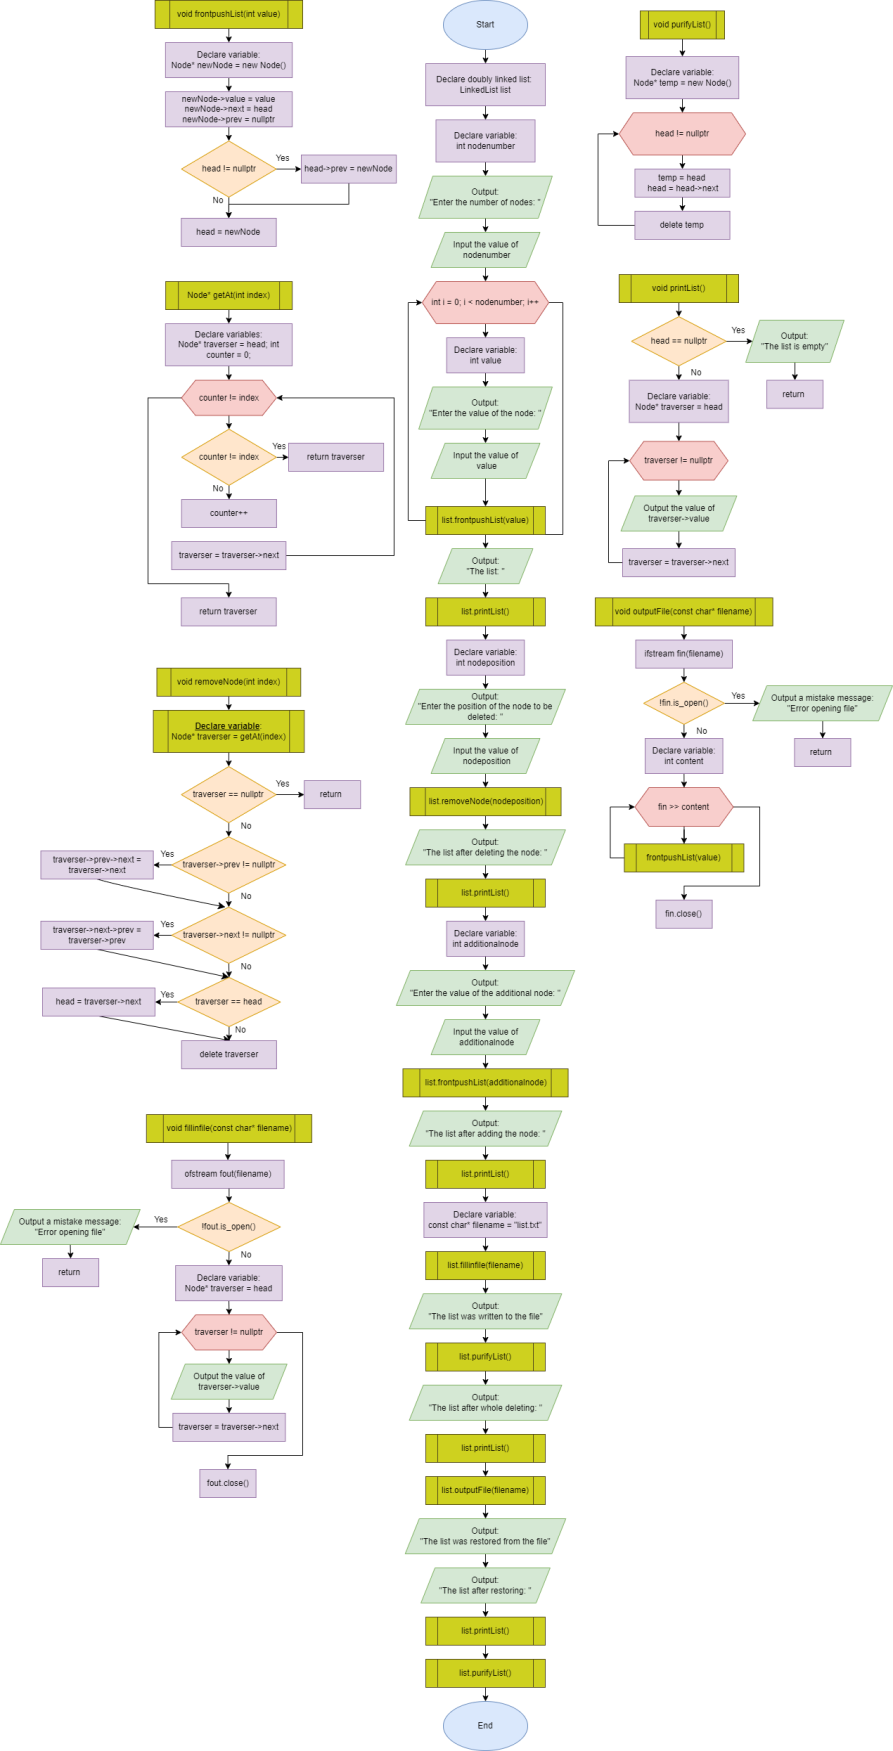 void frontpushList(int value)
Declare variable:
Node* newNode = new Node()
newNode->value = value
newNode->next = head
newNode->prev = nullptr
head != nullptr
Yes
head->prev = newNode
No
head = newNode
Node* getAt(int index)
Declare variables:
Node* traverser = head; int
counter = 0;
counter != index
counter != index
Yes
return traverser
No
counter++
traverser = traverser->next
return traverser
void removeNode(int index)
Declare variable:
Node* traverser = getAt(index)
traverser == nullptr
Yes
return
No
traverser->prev != nullptr
Yes
traverser->prev->next =
traverser->next
No
traverser->next != nullptr
Yes
traverser->next->prev =
traverser->prev
No
traverser == head
Yes
head = traverser->next
No
delete traverser
void fillinfile(const char* filename)
ofstream fout(filename)
!fout.is_open()
Yes
Output a mistake message:
"Error opening file"
return
No
Declare variable:
Node* traverser = head
traverser != nullptr
Output the value of
traverser->value
traverser = traverser->next
fout.close()
Start
Declare doubly linked list:
LinkedList list
Declare variable:
int nodenumber
Output:
"Enter the number of nodes: "
Input the value of
nodenumber
int i = 0; i < nodenumber; i++
Declare variable:
int value
Output:
"Enter the value of the node: "
Input the value of
value
list.frontpushList(value)
Output:
"The list: "
list.printList()
Declare variable:
int nodeposition
Output:
"Enter the position of the node to be
deleted: "
Input the value of
nodeposition
list.removeNode(nodeposition)
Output:
"The list after deleting the node: "
list.printList()
Declare variable:
int additionalnode
Output:
"Enter the value of the additional node: "
Input the value of
additionalnode
list.frontpushList(additionalnode)
Output:
"The list after adding the node: "
list.printList()
Declare variable:
const char* filename = "list.txt"
list.fillinfile(filename)
Output:
"The list was written to the file"
list.purifyList()
Output:
"The list after whole deleting: "
list.printList()
list.outputFile(filename)
Output:
"The list was restored from the file"
Output:
"The list after restoring: "
list.printList()
list.purifyList()
End
void purifyList()
Declare variable:
Node* temp = new Node()
head != nullptr
temp = head
head = head->next
delete temp
void printList()
head == nullptr
Yes
Output:
"The list is empty"
return
No
Declare variable:
Node* traverser = head
traverser != nullptr
Output the value of
traverser->value
traverser = traverser->next
void outputFile(const char* filename)
ifstream fin(filename)
!fin.is_open()
Yes
Output a mistake message:
"Error opening file"
return
No
Declare variable:
int content
fin >> content
frontpushList(value)
fin.close()